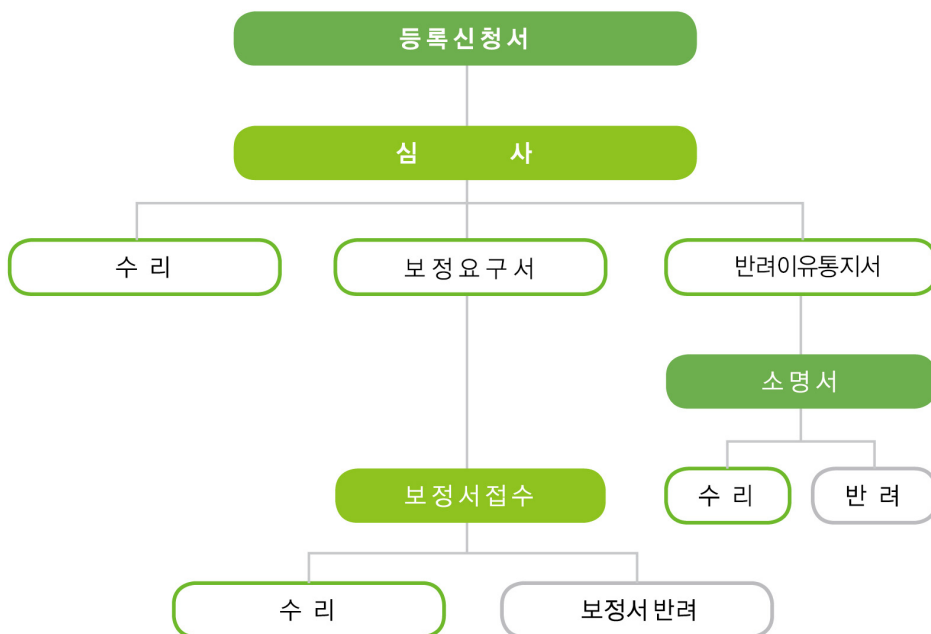 등록신청서
심 사
수 리
보정요구서
반려이유통지서
소명서
수 리
반 려
보정서접수
수 리
보정서 반려